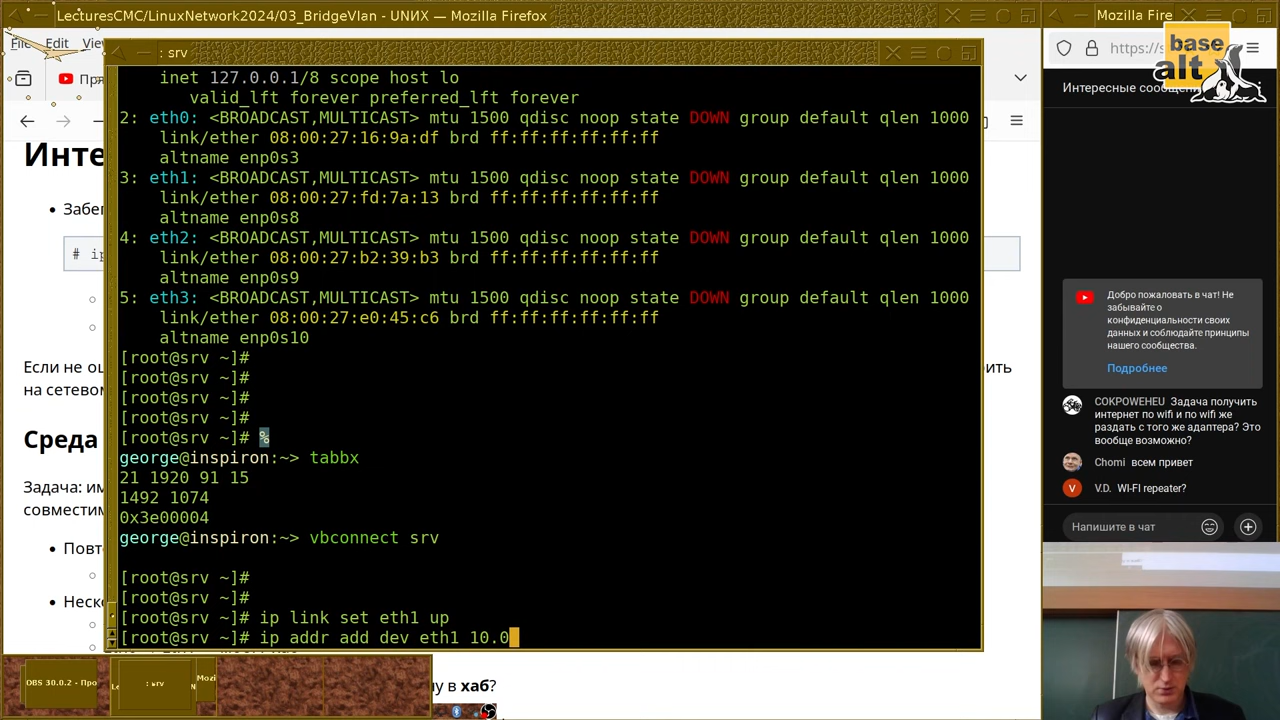 LecturesCMC/LinuxNetwork2024/03_BridgeVlan - UNИX — Mozilla Firefox
Mozilla Fire
File Edit
: srv
https://s
base
alt
Интересные сообщен
Инте
Забе
# ip
Если не о
на сетевом
Среда
Задача: им
совместим
Повт
Неск
inet 127.0.0.1/8 scope host lo
valid_lft forever preferred_lft forever
2: eth0: <BROADCAST,MULTICAST> mtu 1500 qdisc noop state DOWN group default qlen 1000
link/ether 08:00:27:16:9a:df brd ff:ff:ff:ff:ff:ff
altname enp0s3
3: eth1: <BROADCAST,MULTICAST> mtu 1500 qdisc noop state DOWN group default qlen 1000
link/ether 08:00:27:fd:7a:13 brd ff:ff:ff:ff:ff:ff
altname enp0s8
4: eth2: <BROADCAST,MULTICAST> mtu 1500 qdisc noop state DOWN group default qlen 1000
link/ether 08:00:27:b2:39:b3 brd ff:ff:ff:ff:ff:ff
altname enp0s9
5: eth3: <BROADCAST,MULTICAST> mtu 1500 qdisc noop state DOWN group default qlen 1000
link/ether 08:00:27:e0:45:c6 brd ff:ff:ff:ff:ff:ff
altname enp0s10
[root@srv ~]#
[root@srv ~]#
[root@srv ~]#
[root@srv ~]#
[root@srv ~]# %
george@inspiron:~> tabbx
21 1920 91 15
1492 1074
0x3e00004
george@inspiron:~> vbconnect srv
[root@srv ~]#
[root@srv ~]#
[root@srv ~]# ip link set eth1 up
[root@srv ~]# ip addr add dev eth1 10.0
ить
у в хаб?
Добро пожаловать в чат! Не
забывайте о
конфиденциальности своих
данных и соблюдайте принципы
нашего сообщества.
Подробнее
COKPOWEHEU Задача получить
интернет по wifi и по wifi же
раздать с того же адаптера? Это
вообще возможно?
Chomi всем привет
V.D. WI-FI repeater?
Напишите в чат
OBS 30.0.2 - Про
: srv
Mozi